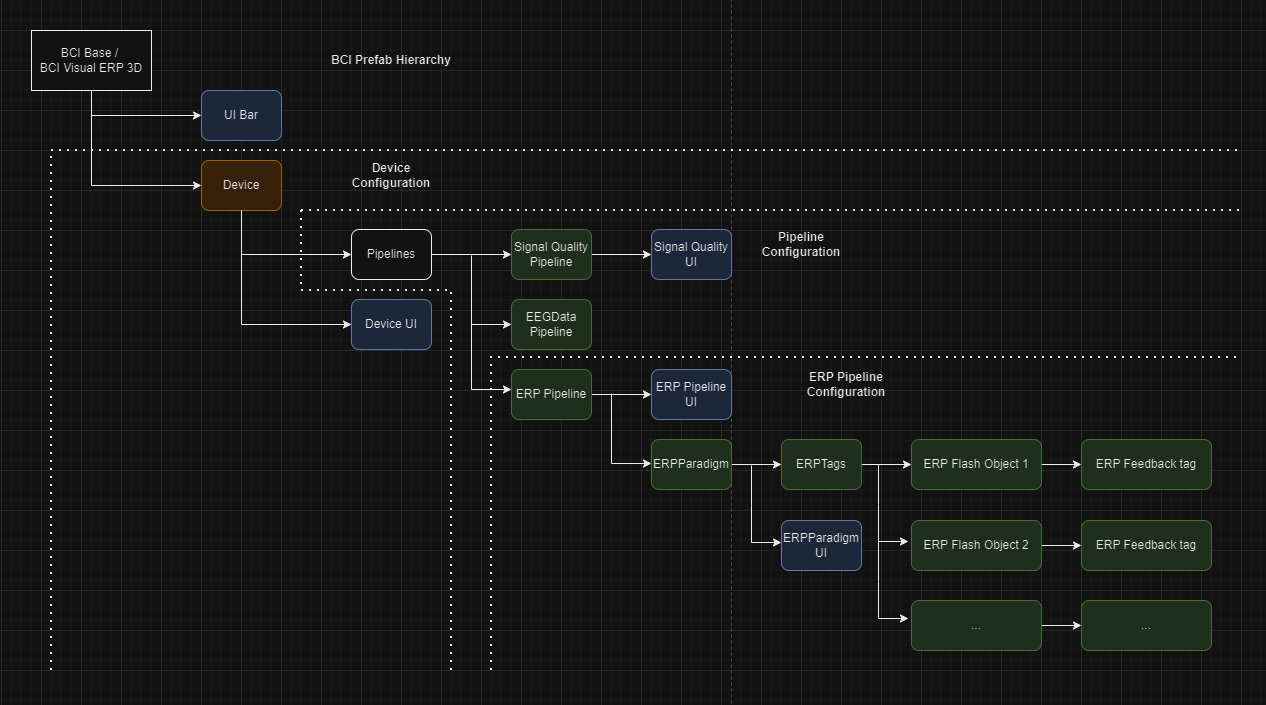 BCI Base /
BCI Visual ERP 3D
BCI Prefab Hierarchy
UI Bar
Device
Device
Configuration
Pipelines
Signal Quality
Pipeline
Signal Quality
UI
Pipeline
Configuration
Device UI
EEGData
Pipeline
ERP Pipeline
ERP Pipeline
UI
ERP Pipeline
Configuration
ERPParadigm
ERPTags
ERP Flash Object 1
ERP Feedback tag
ERPParadigm
UI
ERP Flash Object 2
ERP Feedback tag
...
...